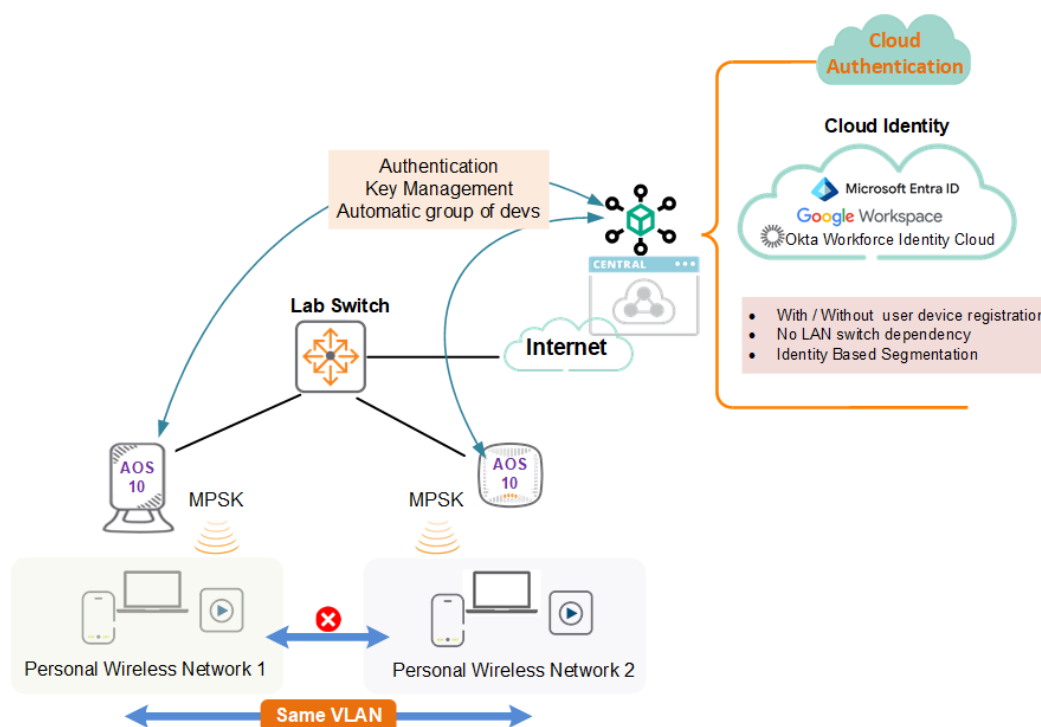 Cloud
Authentication
Cloud Identity
Microsoft Entra ID
Google Workspace
Okta Workforce Identity Cloud
Authentication
Key Management
Automatic group of devs
CENTRAL
Lab Switch
Internet
• With / Without user device registration
• No LAN switch dependency
• Identity Based Segmentation
AOS
10
MPSK
AOS
10
MPSK
Personal Wireless Network 1
Personal Wireless Network 2
Same VLAN